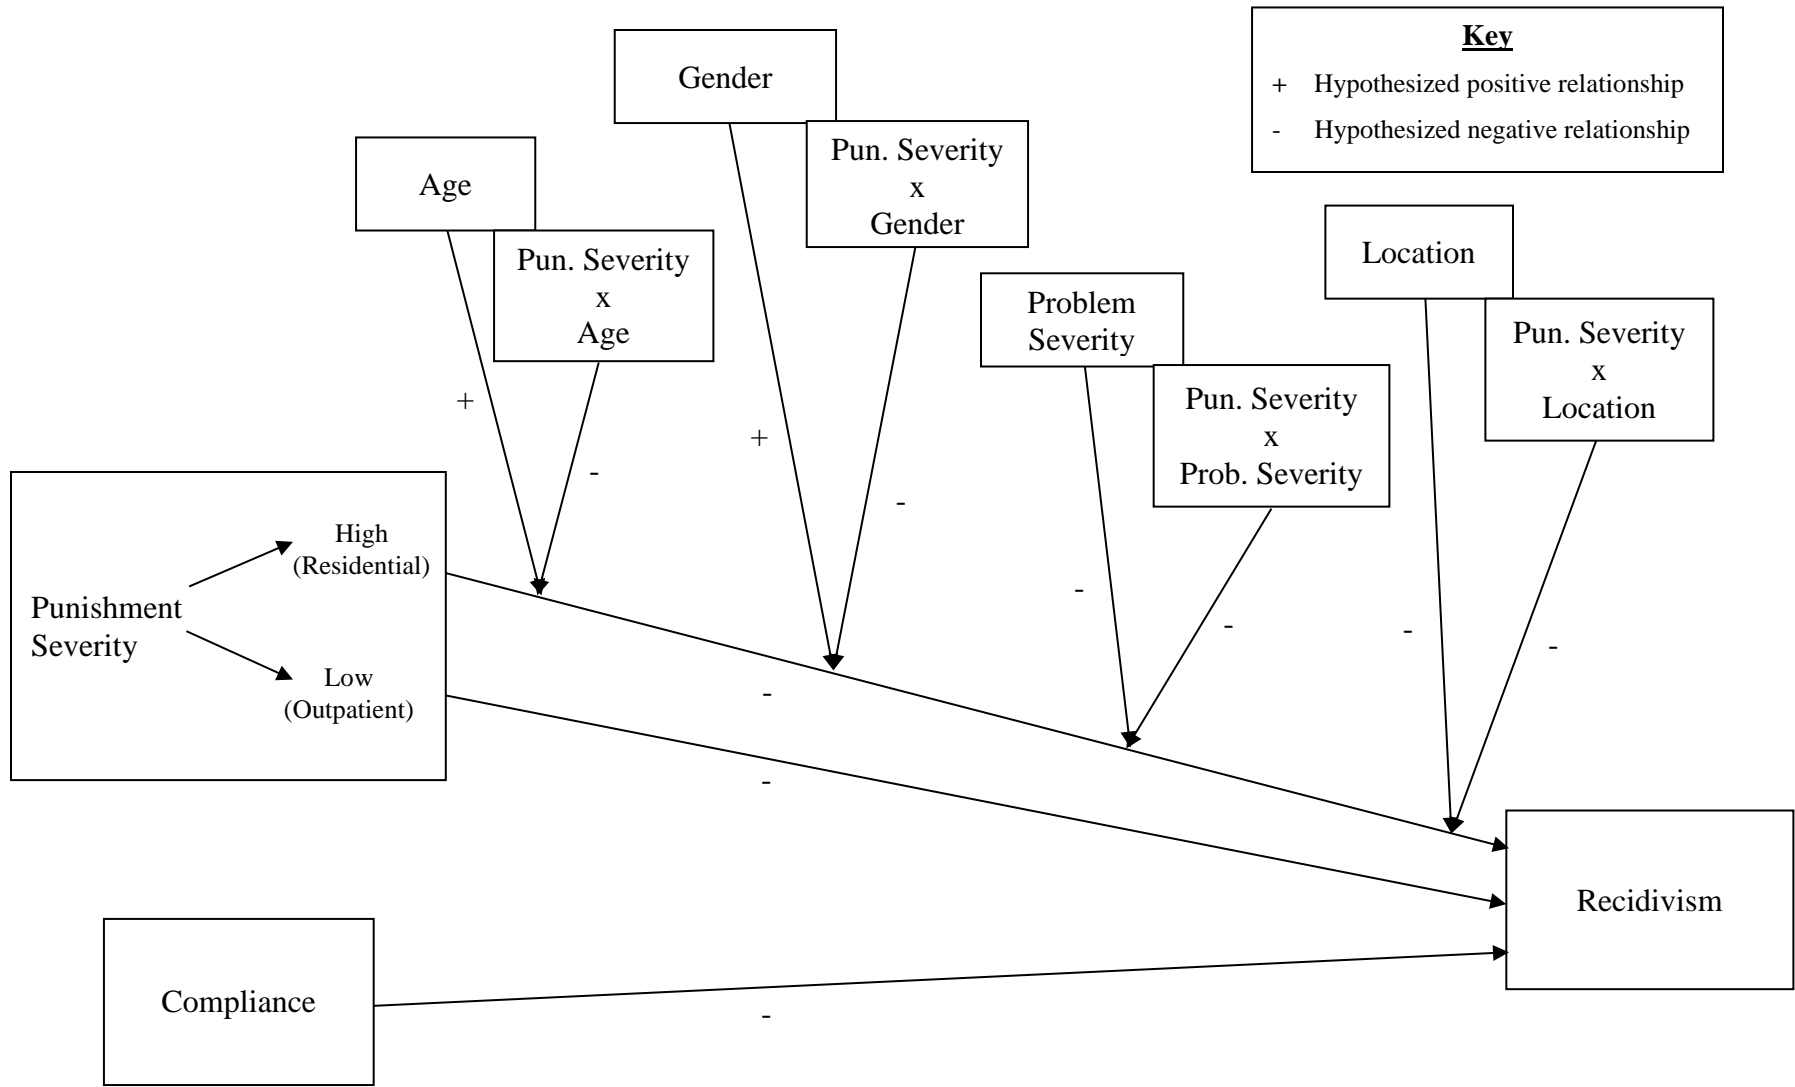 Key
+ Hypothesized positive relationship
- Hypothesized negative relationship
Gender
Pun. Severity
x
Gender
Age
Pun. Severity
x
Age
Location
Pun. Severity
x
Location
Problem
Severity
Pun. Severity
x
Prob. Severity
+
-
+
-
-
-
-
-
Punishment
Severity
High
(Residential)
Low
(Outpatient)
-
-
Recidivism
Compliance
-